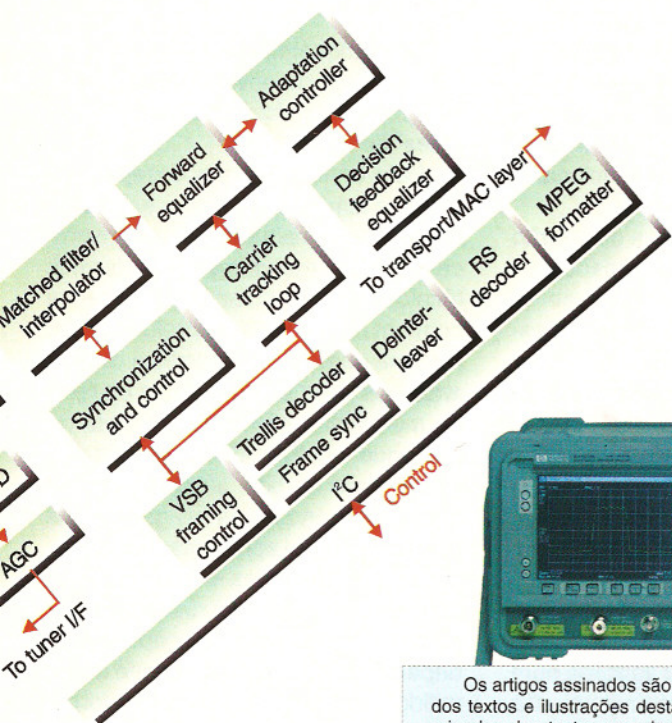 Adaptation
controller
Forward
equalizer
Decision
feedback
equalizer
To transport/MAC layer
MPEG
formatter
Matched filter/
interpolator
Carrier
tracking
loop
RS
decoder
Deinter-
leaver
Synchronization
and control
Trellis decoder
Frame sync
VSB
framing
control
I²C
Control
D
AGC
To tuner I/F
Os artigos assinados são
dos textos e ilustrações dest